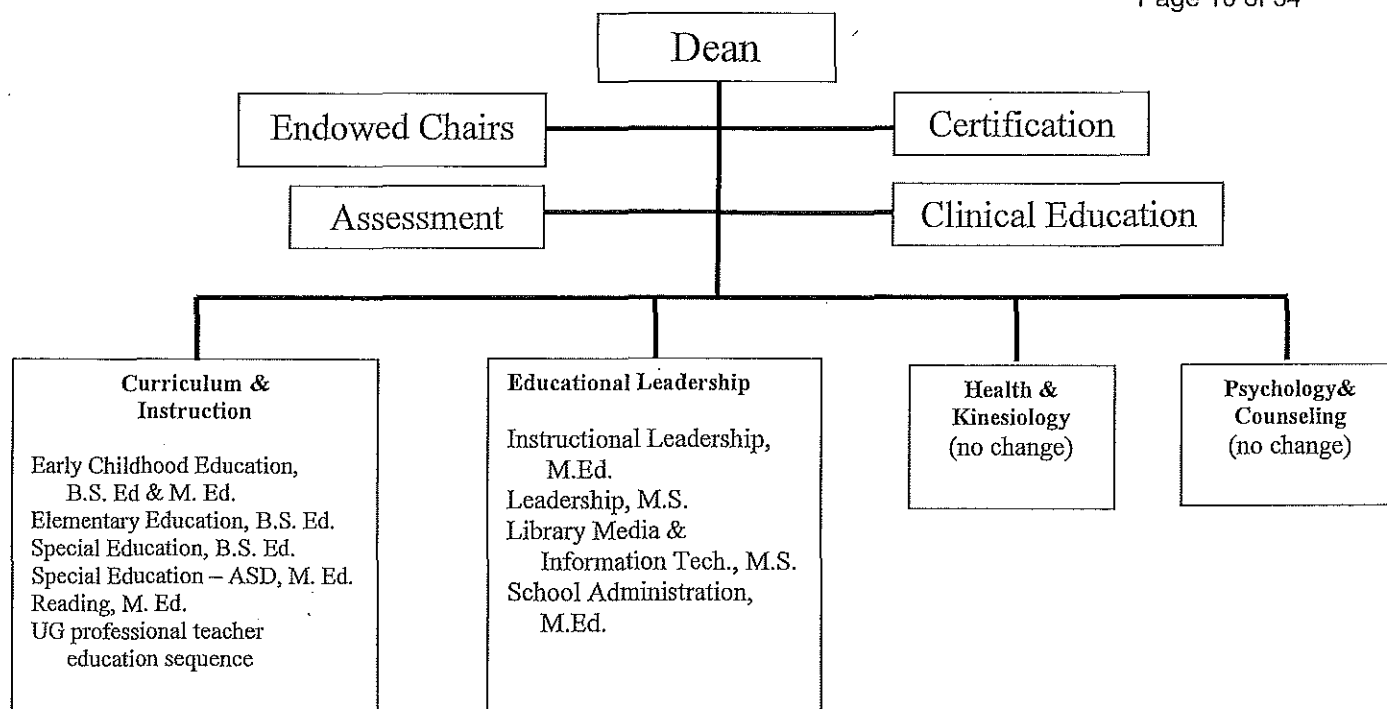 Dean
Endowed Chairs
Certification
Assessment
Clinical Education
Curriculum &
Instruction
Early Childhood Education,
B.S. Ed & M. Ed.
Elementary Education, B.S. Ed.
Special Education, B.S. Ed.
Special Education – ASD, M. Ed.
Reading, M. Ed.
UG professional teacher
education sequence
Educational Leadership
Instructional Leadership,
M.Ed.
Leadership, M.S.
Library Media &
Information Tech., M.S.
School Administration,
M.Ed.
Health &
Kinesiology
(no change)
Psychology&
Counseling
(no change)